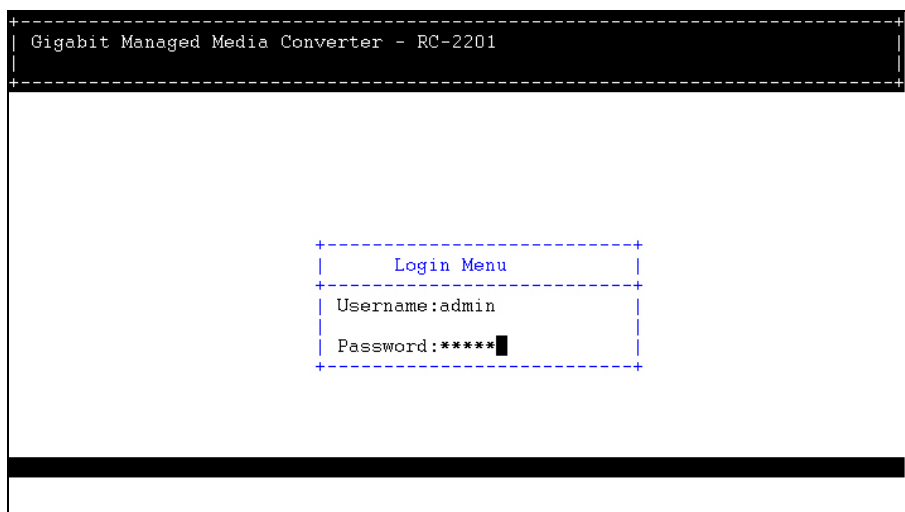 Gigabit Managed Media Converter - RC-2201
Login Menu
Username:admin
Password:*****